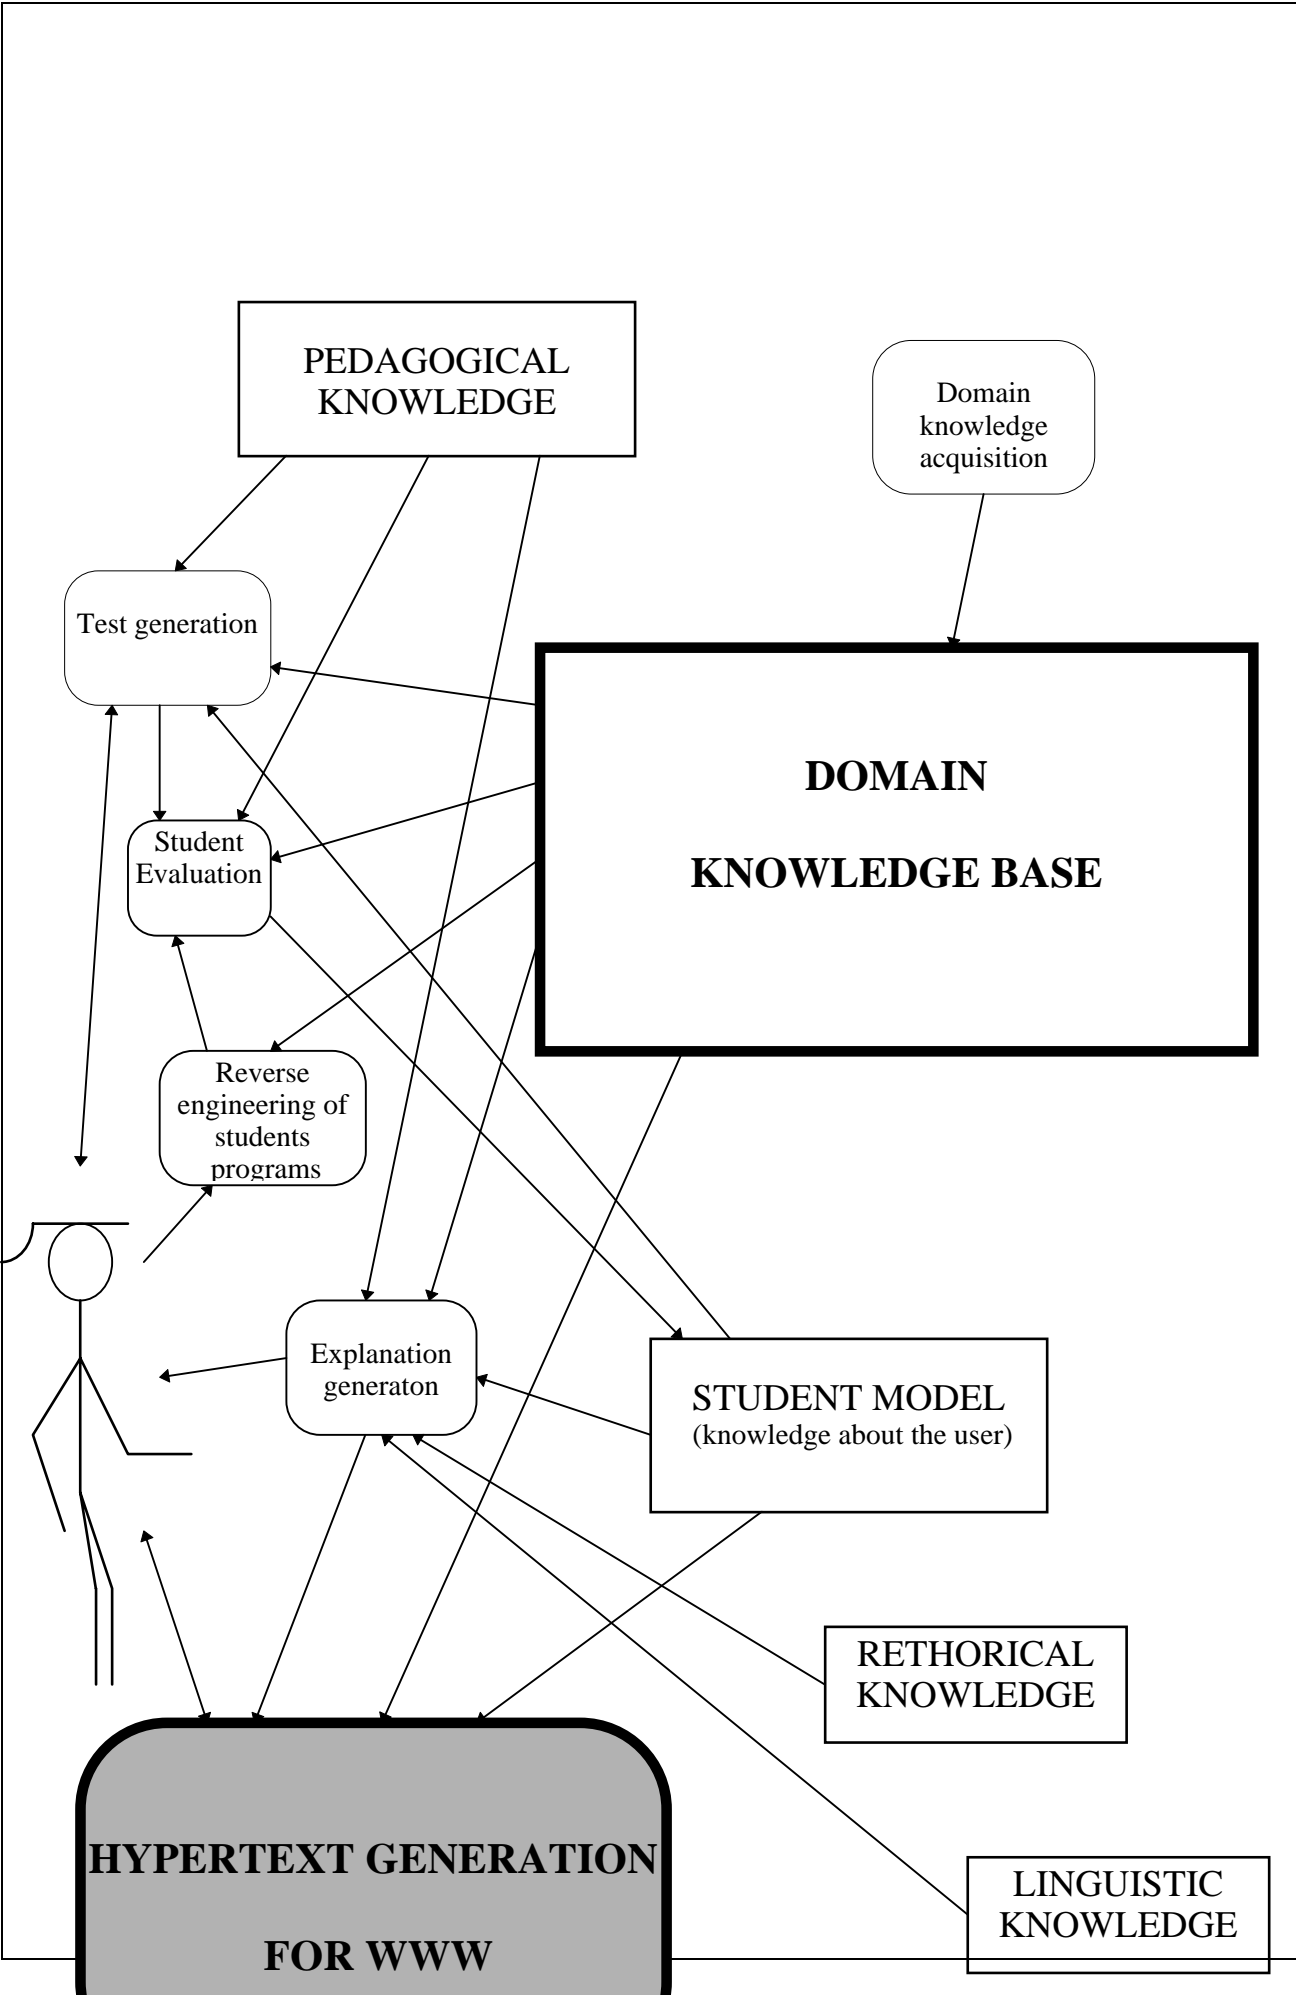 PEDAGOGICAL
KNOWLEDGE
Domain
knowledge
acquisition
Test generation
DOMAIN
KNOWLEDGE BASE
Student
Evaluation
Reverse
engineering of
students
programs
Explanation
generaton
STUDENT MODEL
(knowledge about the user)
RETHORICAL
KNOWLEDGE
HYPERTEXT GENERATION
FOR WWW
LINGUISTIC
KNOWLEDGE